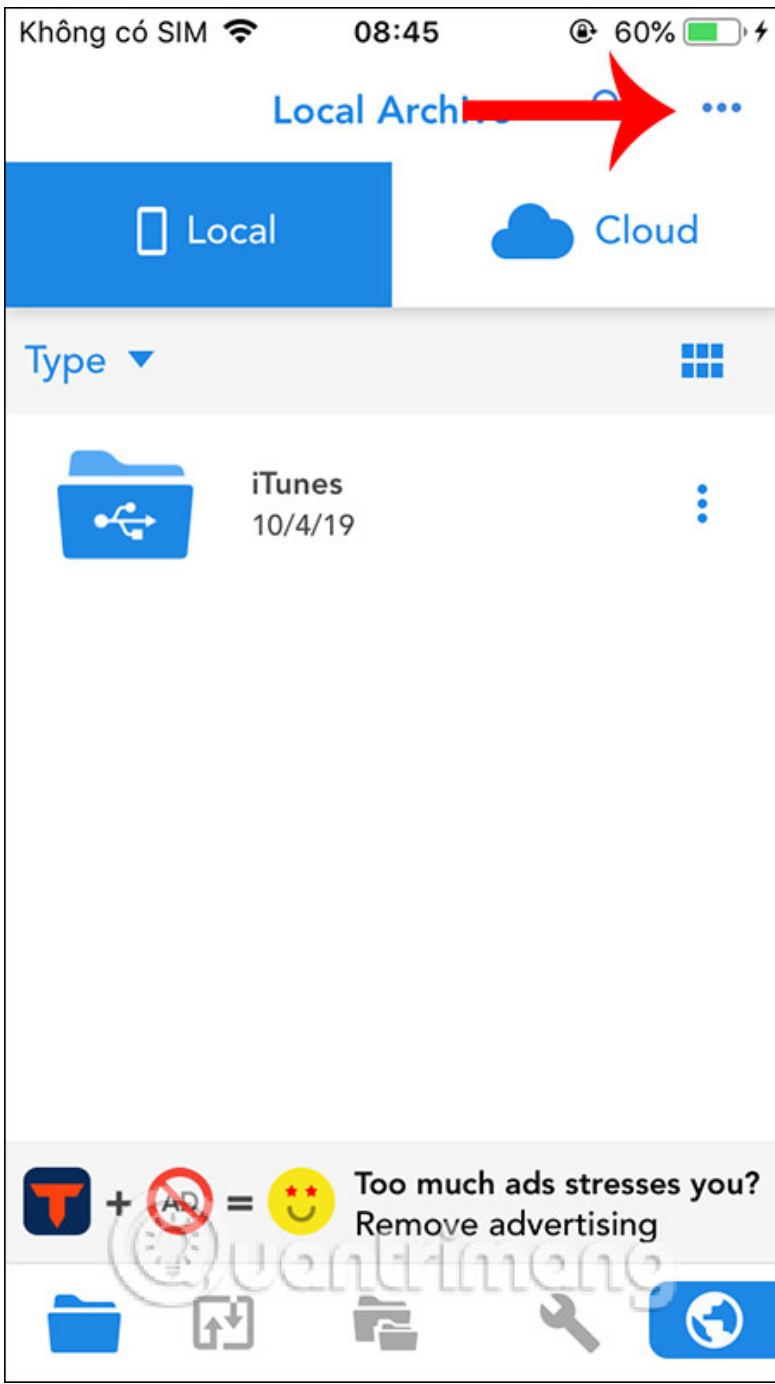 Không có SIM 08:45 60%
Local Archive
Local Cloud
Type
iTunes
10/4/19
Too much ads stresses you?
T + AD = Remove advertising
Quantrimang